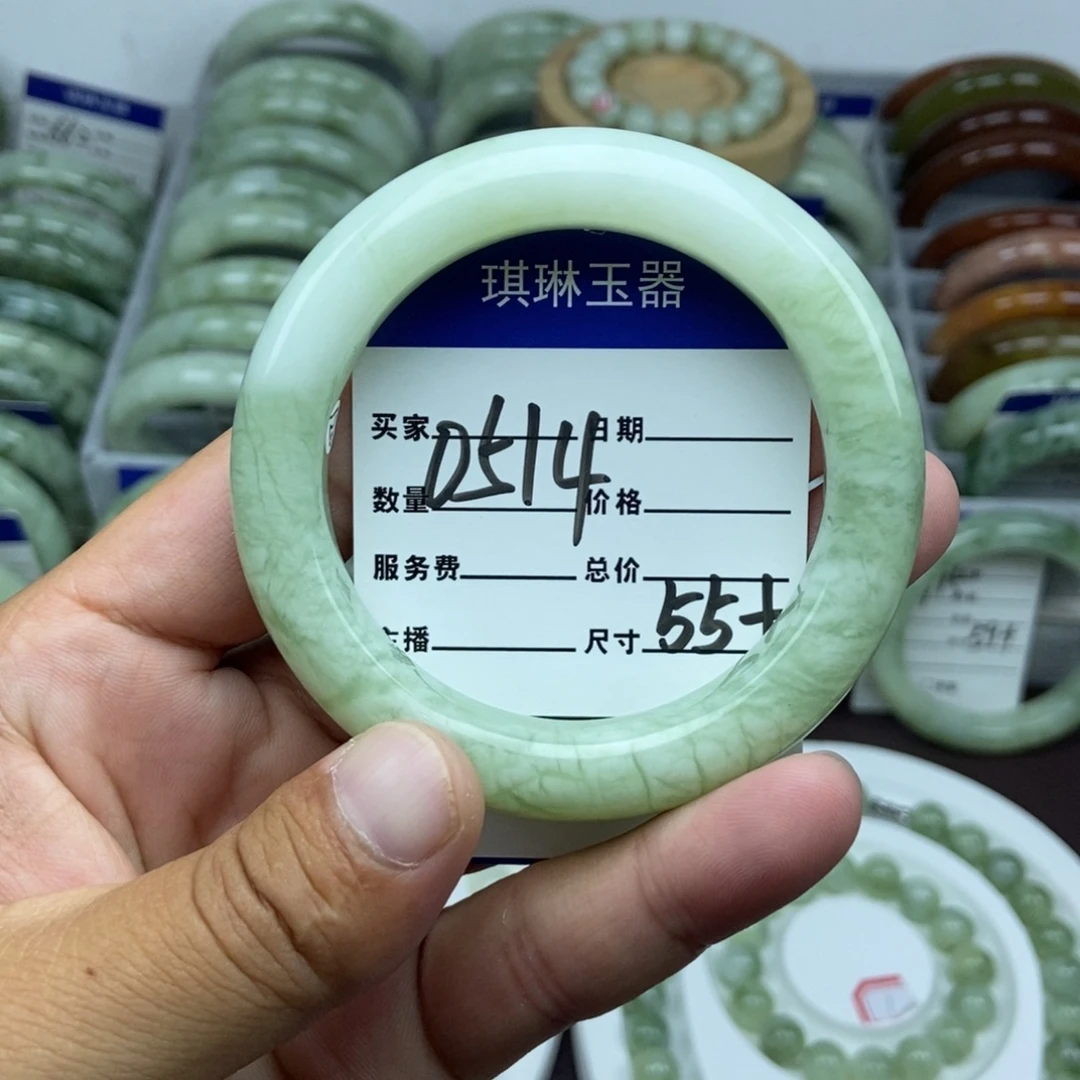 琪琳玉器
买家 0514 日期
数量 价格
服务费 总价
主播 尺寸 55+